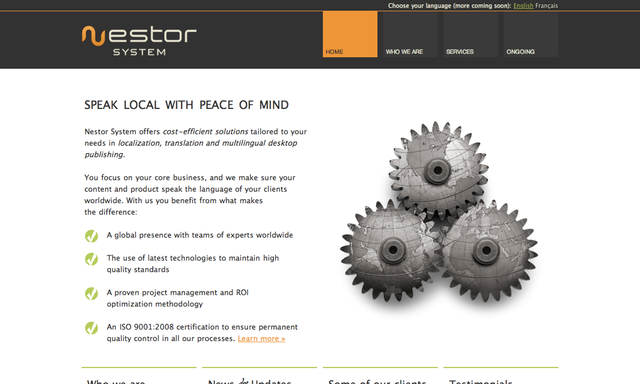 Choose your language (more coming soon): English Français
nestor
SYSTEM
HOME
WHO WE ARE
SERVICES
ONGOING
SPEAK LOCAL WITH PEACE OF MIND
Nestor System offers cost-efficient solutions tailored to your
needs in localization, translation and multilingual desktop
publishing.
You focus on your core business, and we make sure your
content and product speak the language of your clients
worldwide. With us you benefit from what makes
the difference:
A global presence with teams of experts worldwide
The use of latest technologies to maintain high
quality standards
A proven project management and ROI
optimization methodology
An ISO 9001:2008 certification to ensure permanent
quality control in all our processes. Learn more »
Who we are
News & Updates
Some of our clients
Testimonials